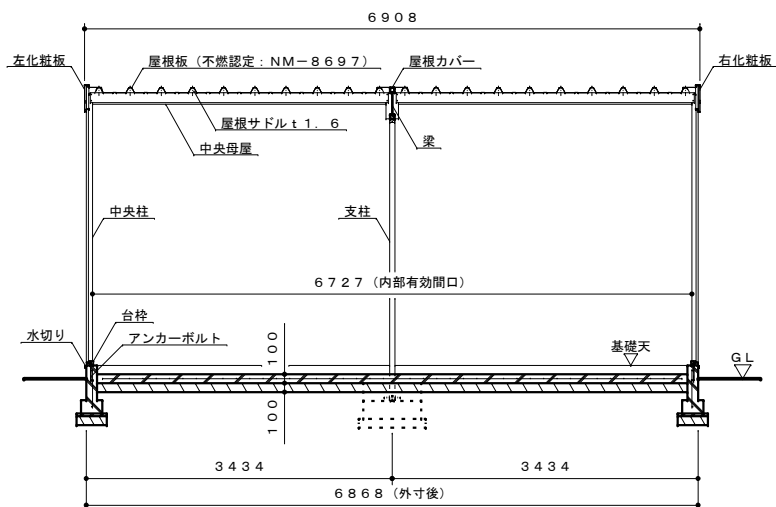 6908
左化粧板
屋根板（不燃認定：NM－8697）
屋根カバー
右化粧板
屋根サドルt1．6
梁
中央母屋
中央柱
支柱
6727（内部有効間口）
台枠
水切り
アンカーボルト
100
基礎天
GL
100
3434
3434
6868（外寸後）